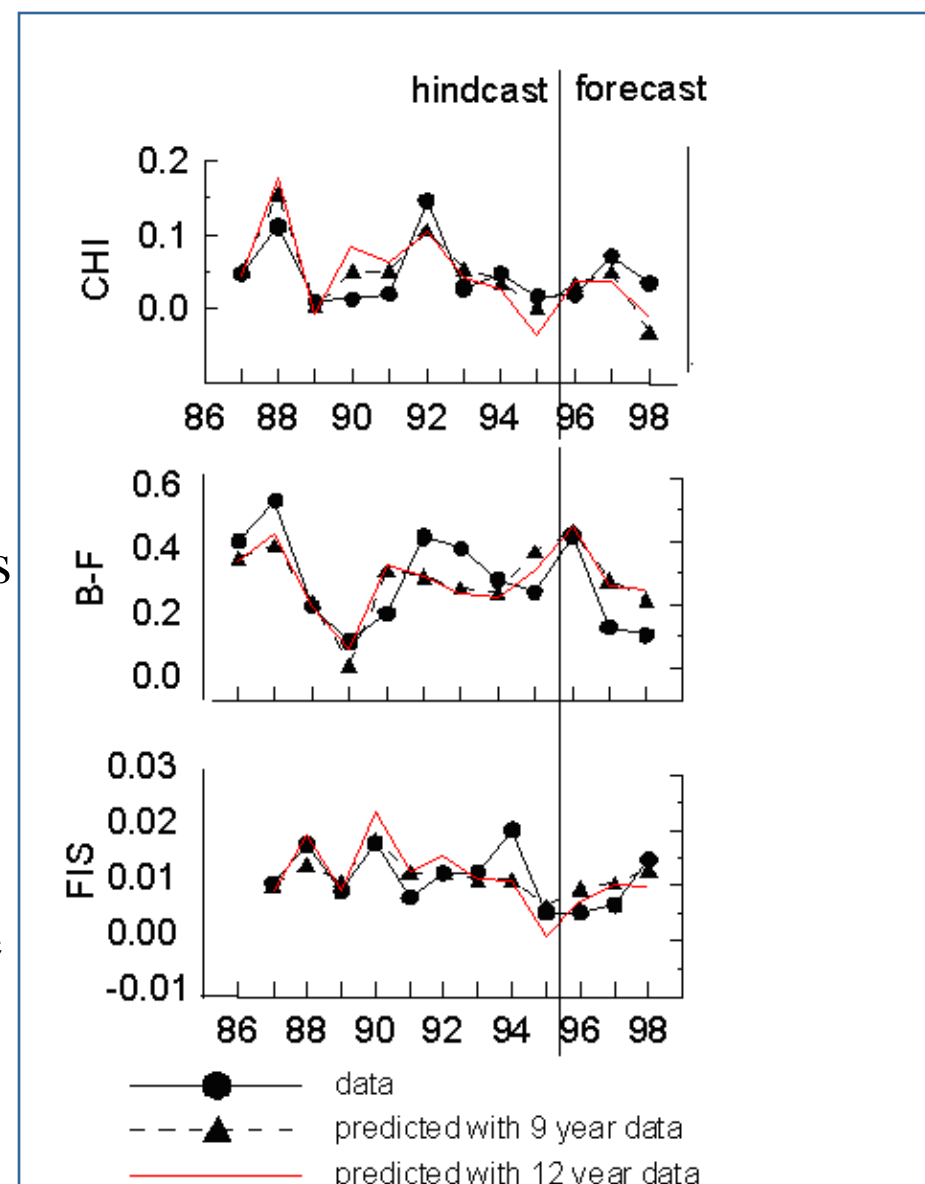 hindcast forecast
CHI
0.2
0.1
0.0
86 88 90 92 94 96 98
B-F
0.6
0.4
0.2
0.0
S
FIS
0.03
0.02
0.01
0.00
-0.01
86 88 90 92 94 96 98
data
predicted with 9 year data
predicted with 12 year data